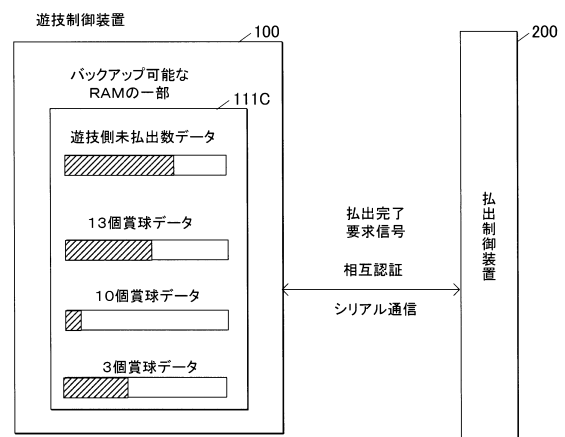 遊技制御装置
100
200
バックアップ可能な
RAMの一部
111C
遊技側未払出数データ
13個賞球データ
10個賞球データ
3個賞球データ
払出完了
要求信号
相互認証
シリアル通信
払出制御装置